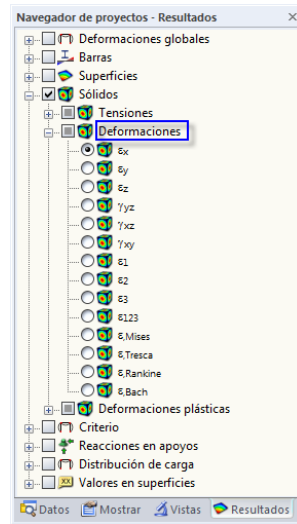 Navegador de proyectos - Resultados
Deformaciones globales
Barras
Superficies
Sólidos
Tensiones
Deformaciones
εx
εy
εz
γyz
γxz
γxy
ε1
ε2
ε3
ε123
ε,Mises
ε,Tresca
ε,Rankine
ε,Bach
Deformaciones plásticas
Criterio
Reacciones en apoyos
Distribución de carga
Valores en superficies
Datos Mostrar Vistas Resultados